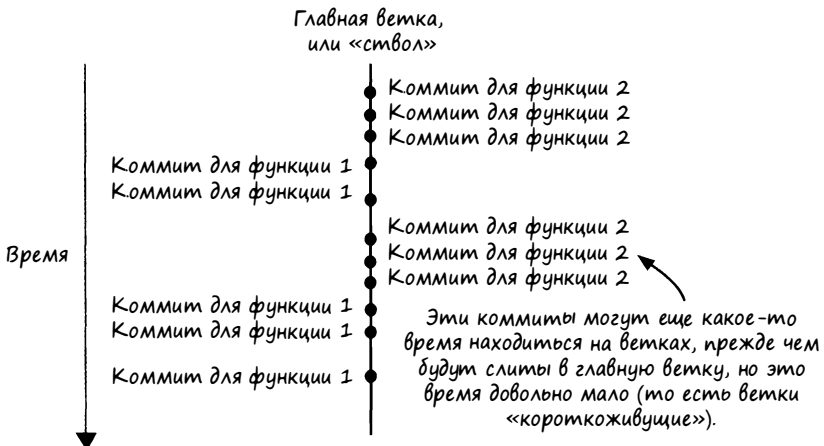 Главная ветка,
или «ствол»
Коммит для функции 2
Коммит для функции 2
Коммит для функции 2
Коммит для функции 1
Коммит для функции 1
Время
Коммит для функции 2
Коммит для функции 2
Коммит для функции 2
Коммит для функции 1
Коммит для функции 1
Коммит для функции 1
Эти коммиты могут еще какое-то
время находиться на ветках, прежде чем
будут слиты в главную ветку, но это
время довольно мало (то есть ветки
«короткоживущие»).